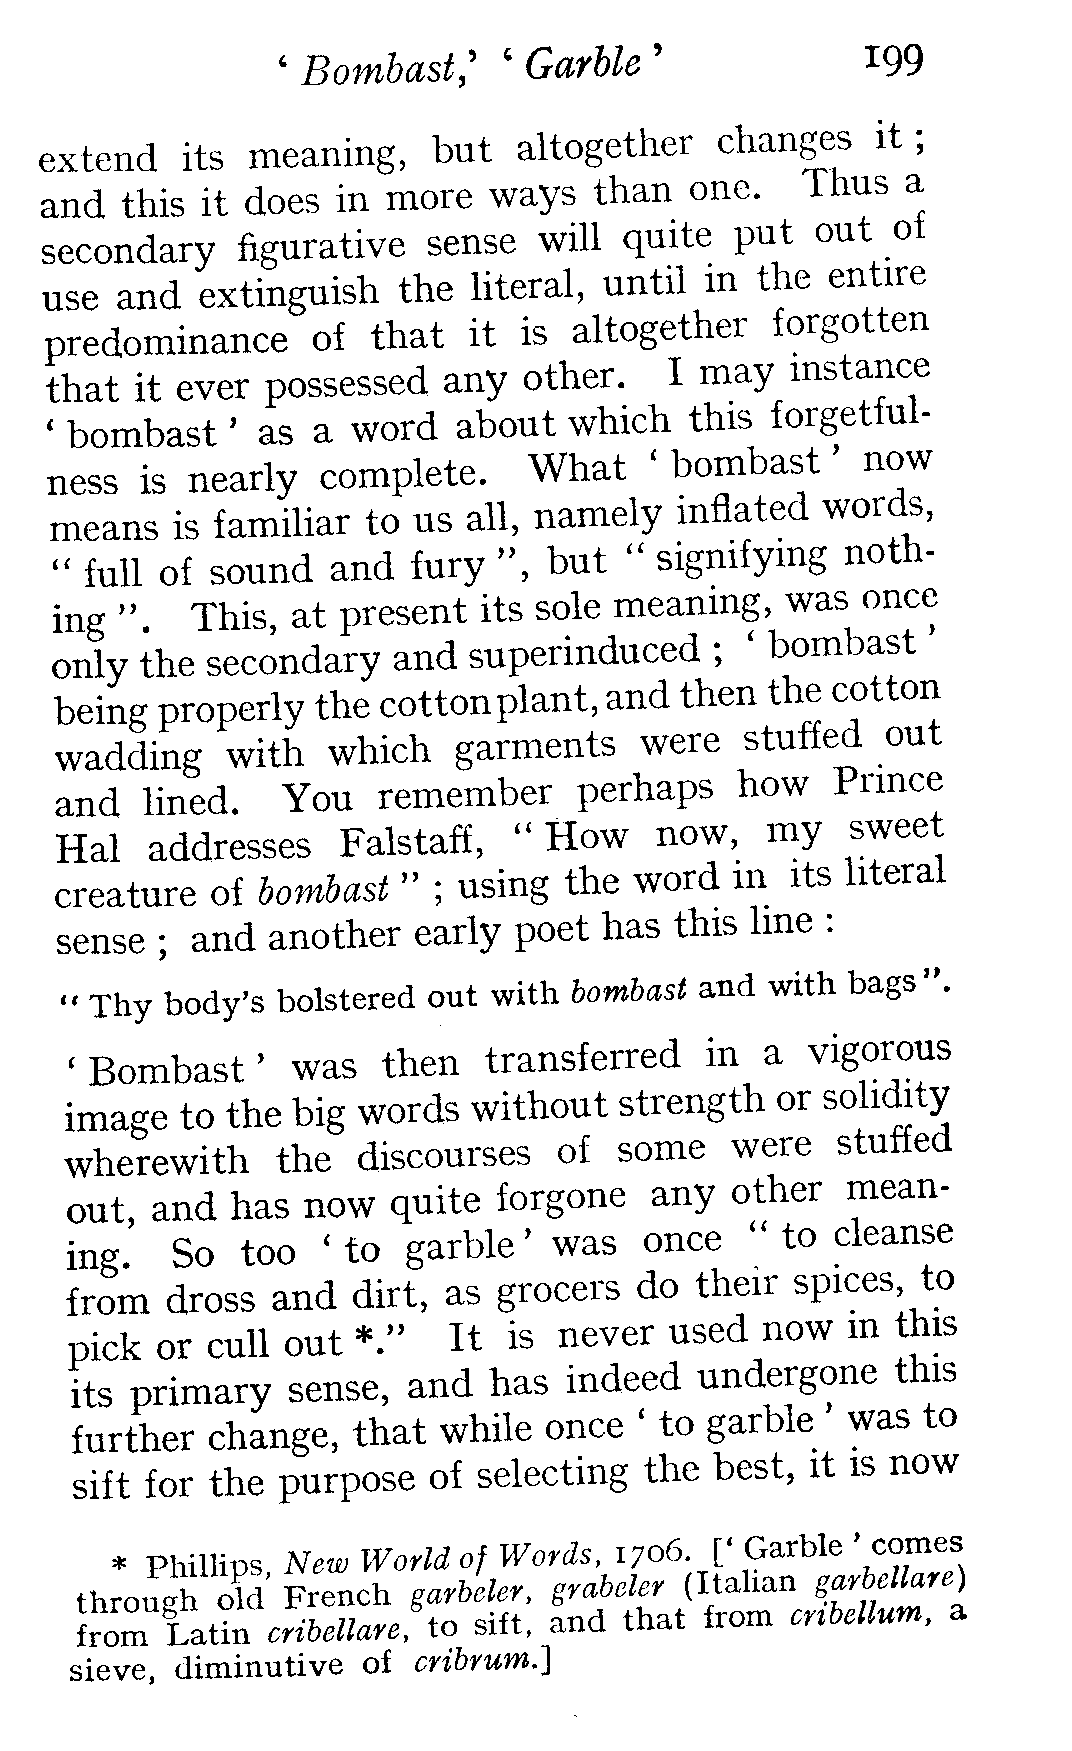 ‘ Bombast,’ ‘ Garble ’ 199
extend its meaning, but altogether changes it ;
and this it does in more ways than one. Thus a
secondary figurative sense will quite put out of
use and extinguish the literal, until in the entire
predominance of that it is altogether forgotten
that it ever possessed any other. I may instance
‘ bombast ’ as a word about which this forgetful-
ness is nearly complete. What ‘ bombast ’ now
means is familiar to us all, namely inflated words,
“ full of sound and fury ”, but “ signifying noth-
ing ”. This, at present its sole meaning, was once
only the secondary and superinduced ; ‘ bombast ’
being properly the cotton plant, and then the cotton
wadding with which garments were stuffed out
and lined. You remember perhaps how Prince
Hal addresses Falstaff, “ How now, my sweet
creature of bombast ” ; using the word in its literal
sense ; and another early poet has this line :
“ Thy body’s bolstered out with bombast and with bags ”.
‘ Bombast ’ was then transferred in a vigorous
image to the big words without strength or solidity
wherewith the discourses of some were stuffed
out, and has now quite forgone any other mean-
ing. So too ‘ to garble ’ was once “ to cleanse
from dross and dirt, as grocers do their spices, to
pick or cull out *.” It is never used now in this
its primary sense, and has indeed undergone this
further change, that while once ‘ to garble ’ was to
sift for the purpose of selecting the best, it is now
* Phillips, New World of Words, 1706. [‘ Garble ’ comes
through old French garbeler, grabeler (Italian garbellare)
from Latin cribellare, to sift, and that from cribellum, a
sieve, diminutive of cribrum.]